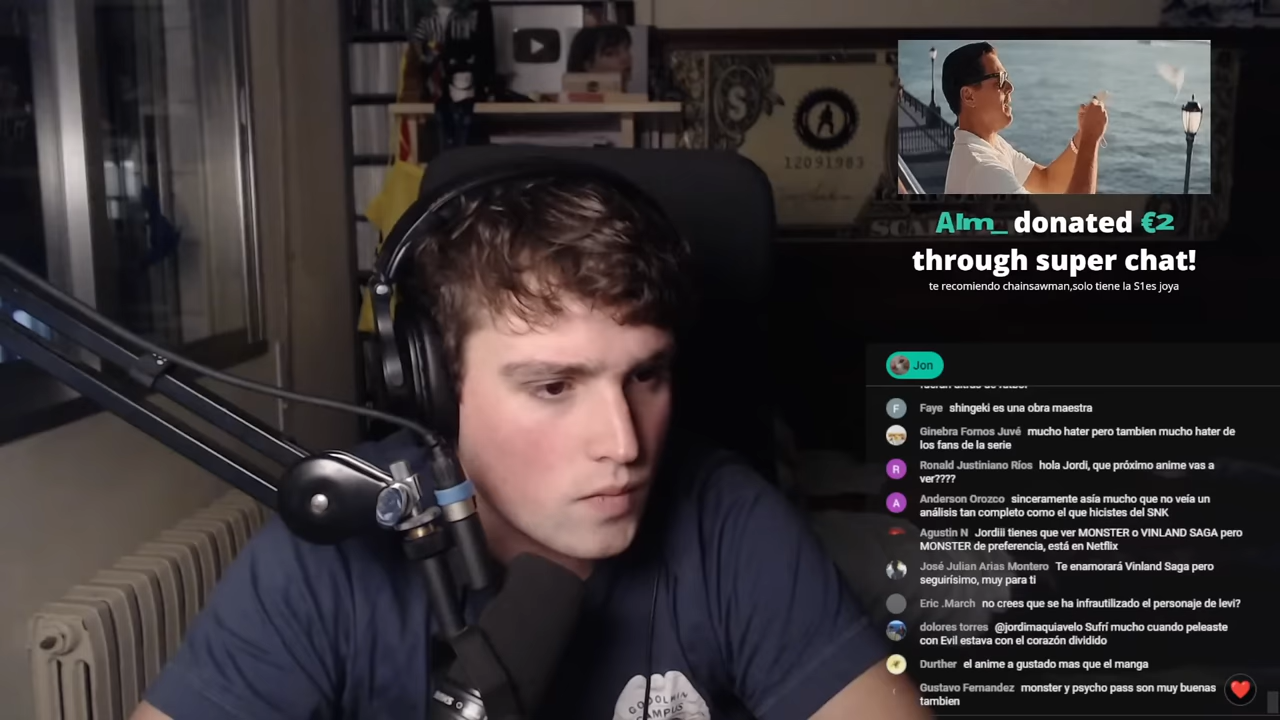 12091983
Alm_ donated €2
through super chat!
te recomiendo chainsawman,solo tiene la S1es joya
Jon
F Faye shingeki es una obra maestra
Ginebra Fornos Juvé mucho hater pero tambien mucho hater de
los fans de la serie
R Ronald Justiniano Ríos hola Jordi, que próximo anime vas a
ver????
A Anderson Orozco sinceramente asía mucho que no veía un
análisis tan completo como el que hicistes del SNK
Agustin N Jordiii tienes que ver MONSTER o VINLAND SAGA pero
MONSTER de preferencia, está en Netflix
José Julian Arias Montero Te enamorará Vinland Saga pero
seguirísimo, muy para ti
Eric .March no crees que se ha infrautilizado el personaje de levi?
dolores torres @jordimaquiavelo Sufrí mucho cuando peleaste
con Evil estava con el corazón dividido
Durther el anime a gustado mas que el manga
Gustavo Fernandez monster y psycho pass son muy buenas
tambien
CAMPUS